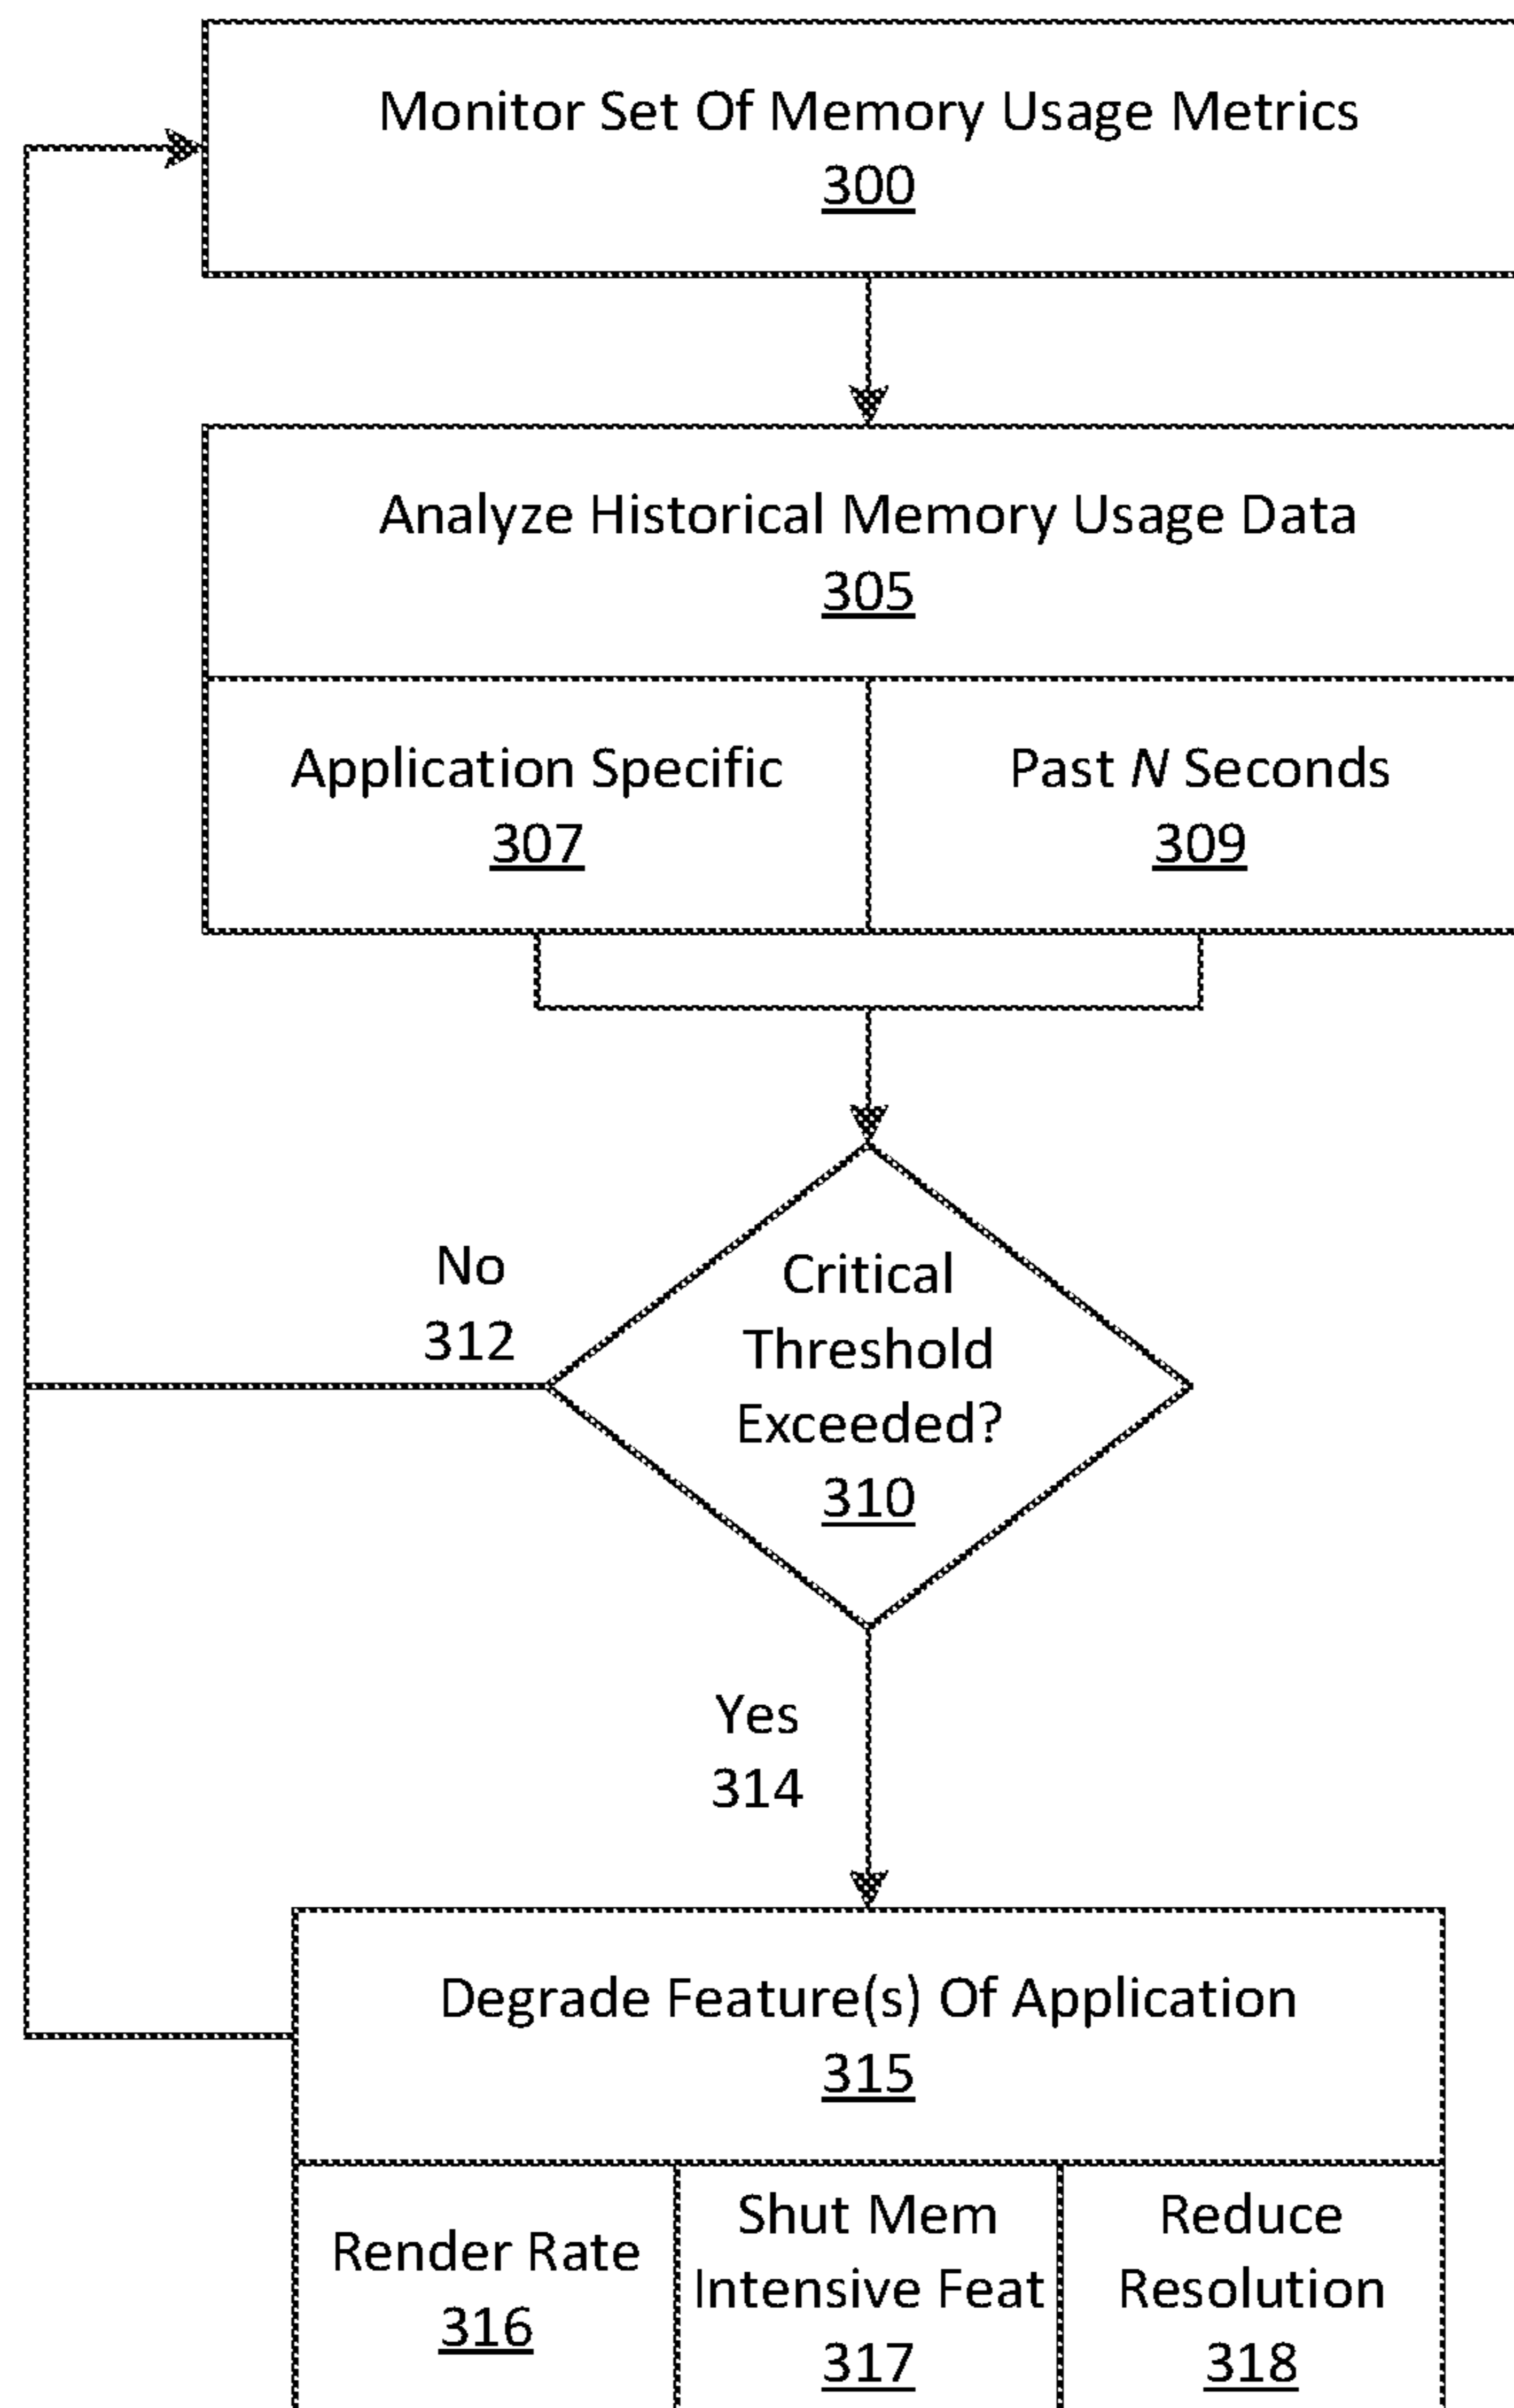 Monitor Set Of Memory Usage Metrics
300
Analyze Historical Memory Usage Data
305
Application Specific
307
Past N Seconds
309
Critical
Threshold
Exceeded?
310
No
312
Yes
314
Degrade Feature(s) Of Application
315
Render Rate
316
Shut Mem
Intensive Feat
317
Reduce
Resolution
318